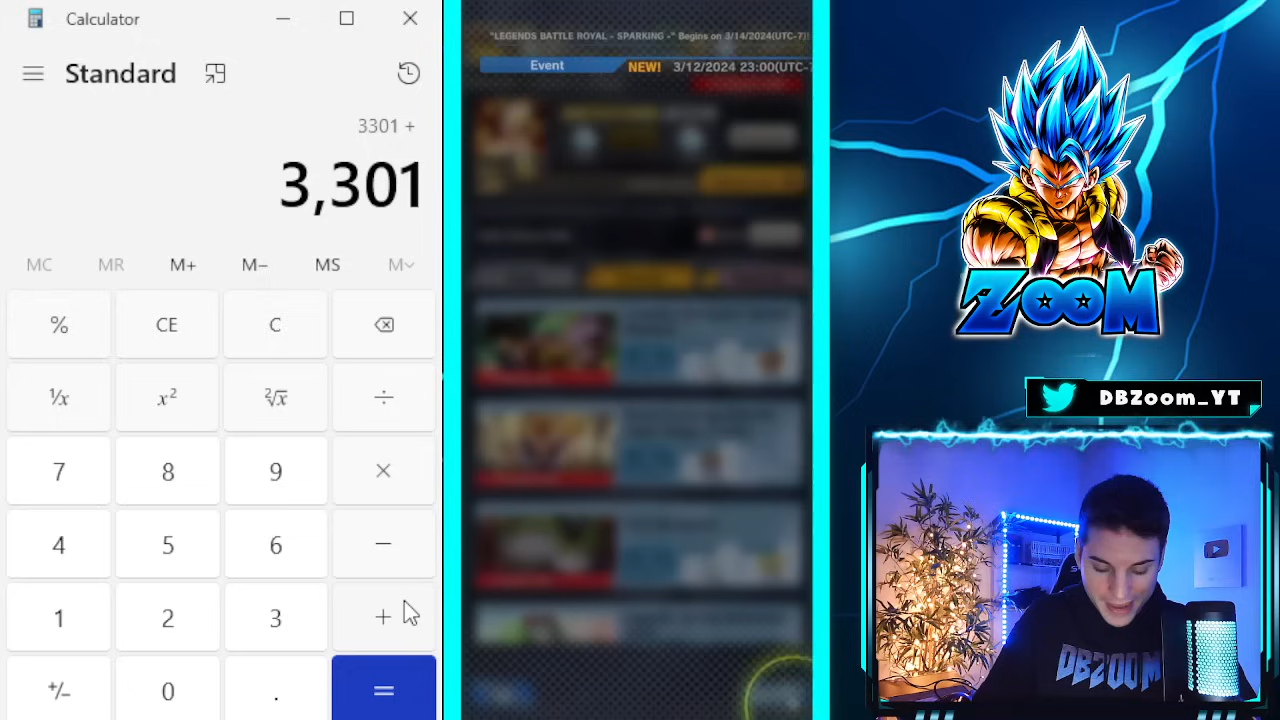 Calculator
Standard
3301 +
3,301
MC MR M+ M− MS M˅
% CE C
¹/x x² ²√x ÷
7 8 9 ×
4 5 6 −
1 2 3 +
⁺/₋ 0 . =
"LEGENDS BATTLE ROYAL - SPARKING -" Begins on 3/14/2024(UTC-7)!
Event NEW! 3/12/2024 23:00(UTC-7
ZOOM
DBZoom_YT
DBZOOM